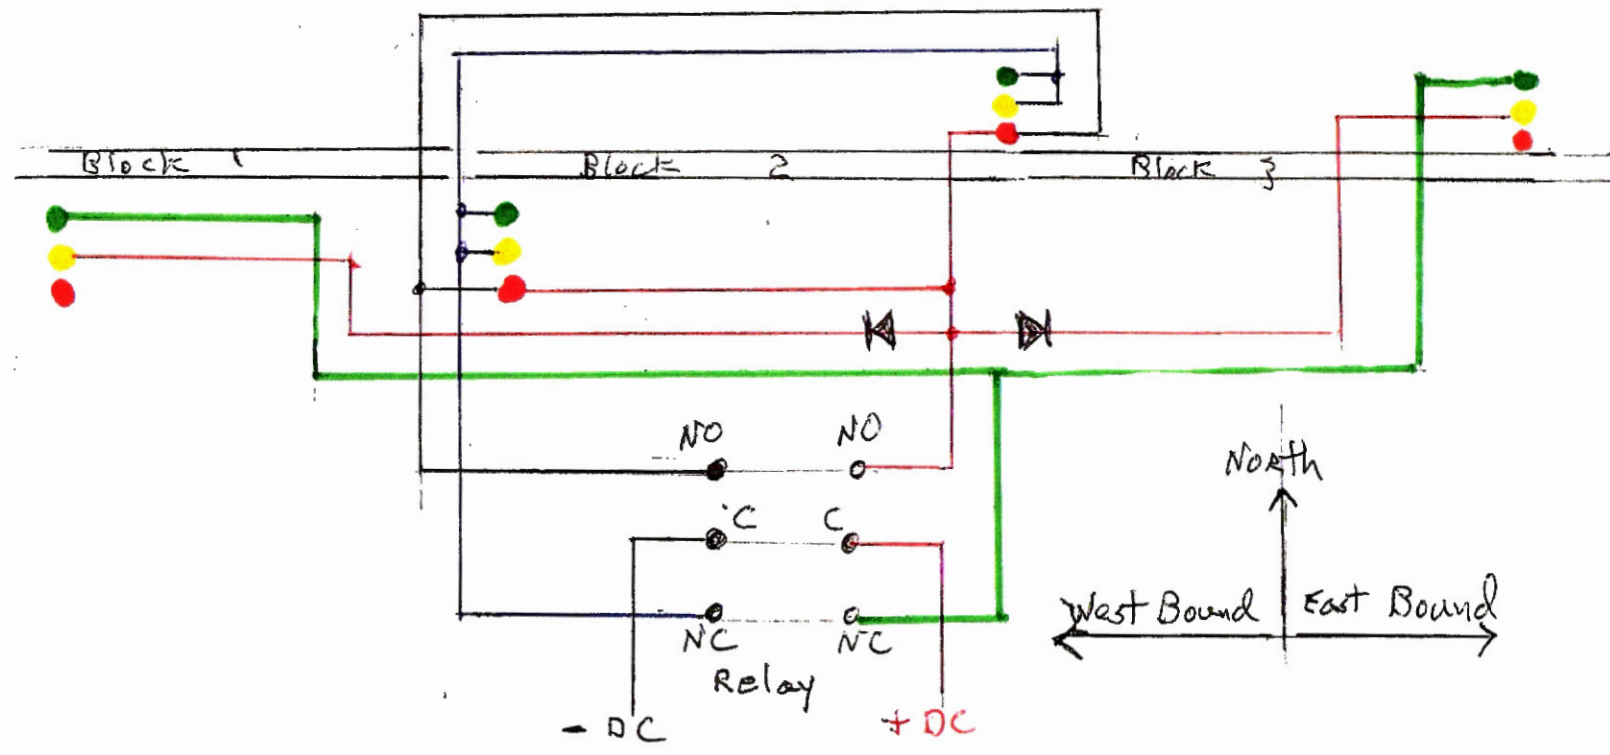 Block 1 Block 2 Block 3
NO NO
North
C C
West Bound East Bound
NC NC
Relay
- DC + DC